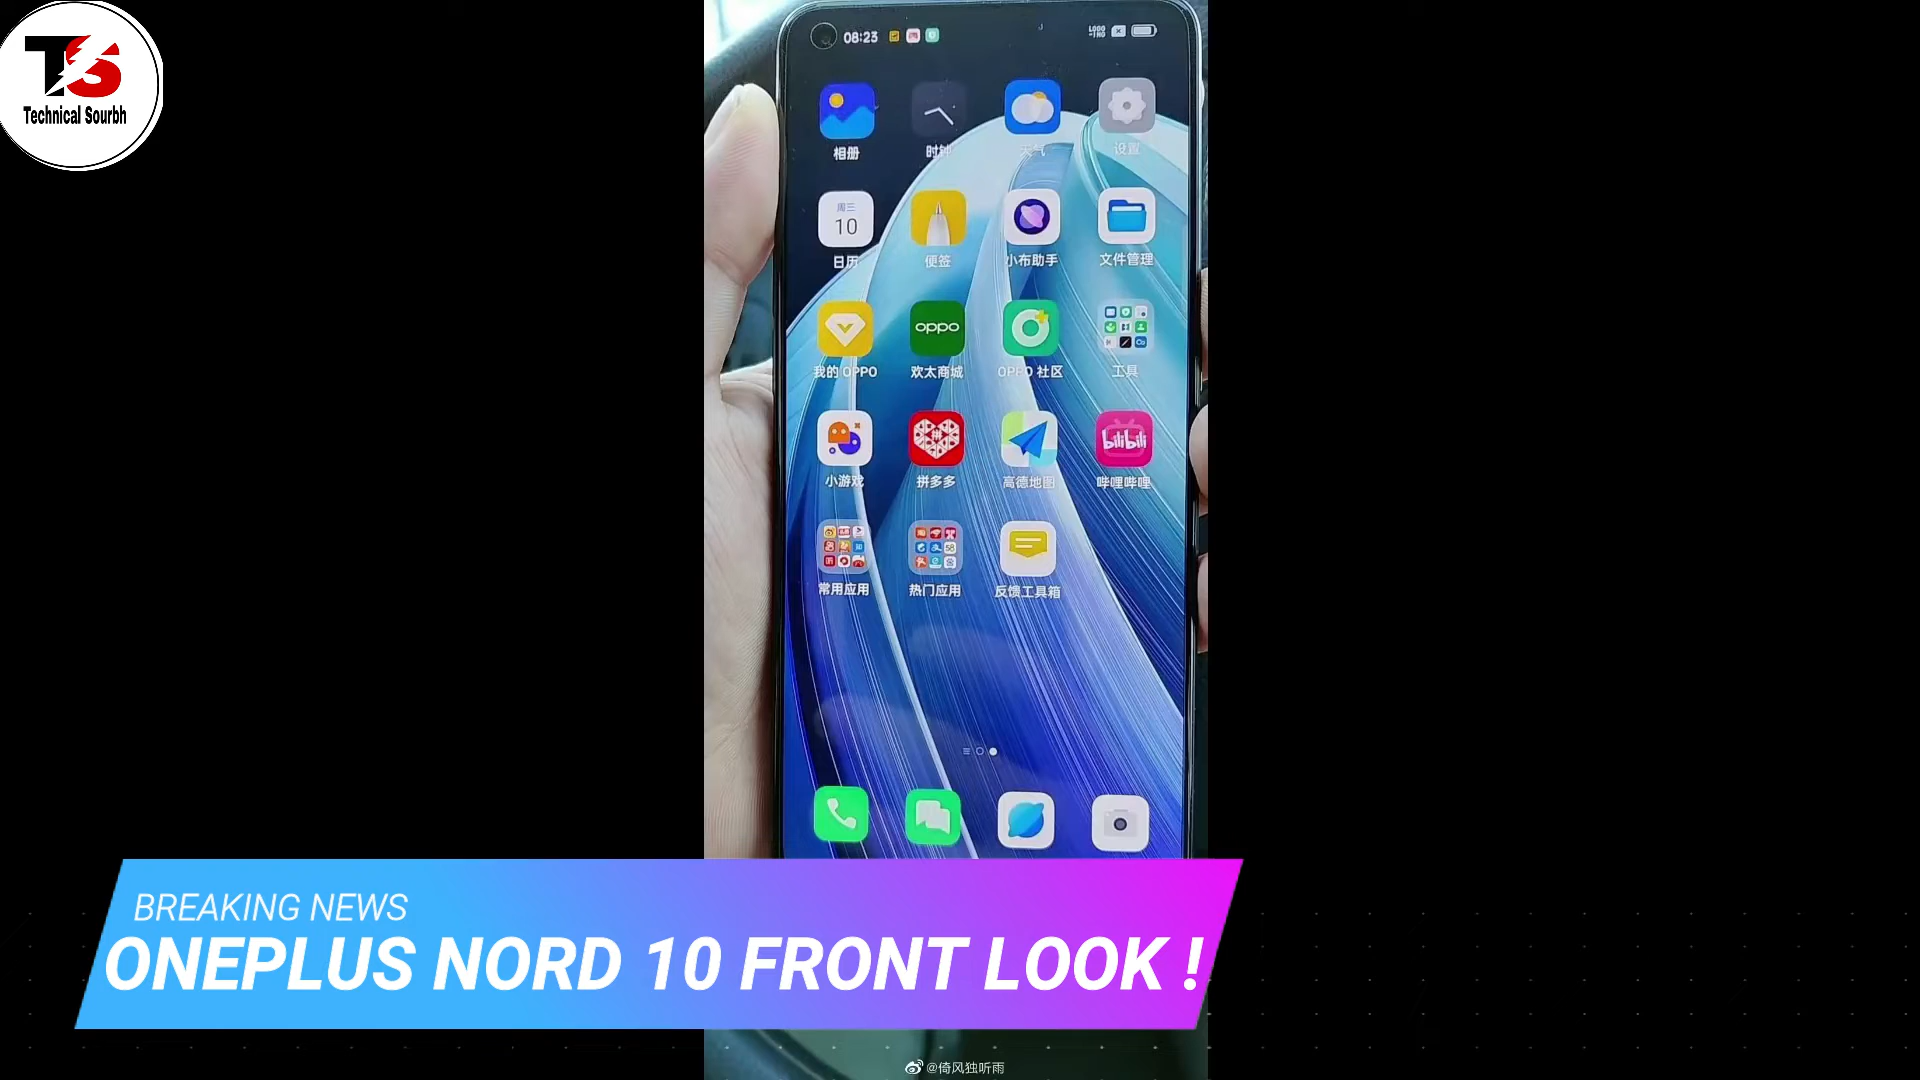 TS
Technical Sourbh
08:23
相册
时钟
天气
设置
周三
10
日历
便签
小布助手
文件管理
oppo
我的 OPPO
欢太商城
OPPO 社区
工具
拼
bilibili
小游戏
拼多多
高德地图
哔哩哔哩
常用应用
热门应用
反馈工具箱
BREAKING NEWS
ONEPLUS NORD 10 FRONT LOOK !
@倚风独听雨